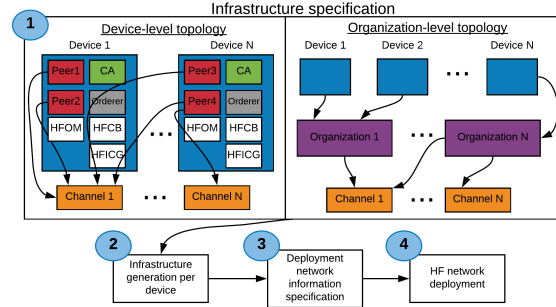 Infrastructure specification
1
Device-level topology
Organization-level topology
Device 1
Device N
Peer1
CA
Peer3
CA
Peer2
Orderer
Peer4
Orderer
HFOM
HFCB
...
HFOM
HFCB
HFICG
HFICG
Channel 1
...
Channel N
Device 1
Device 2
Device N
...
Organization 1
Organization N
Channel 1
...
Channel N
2
Infrastructure
generation per
device
3
Deployment
network
information
specification
4
HF network
deployment